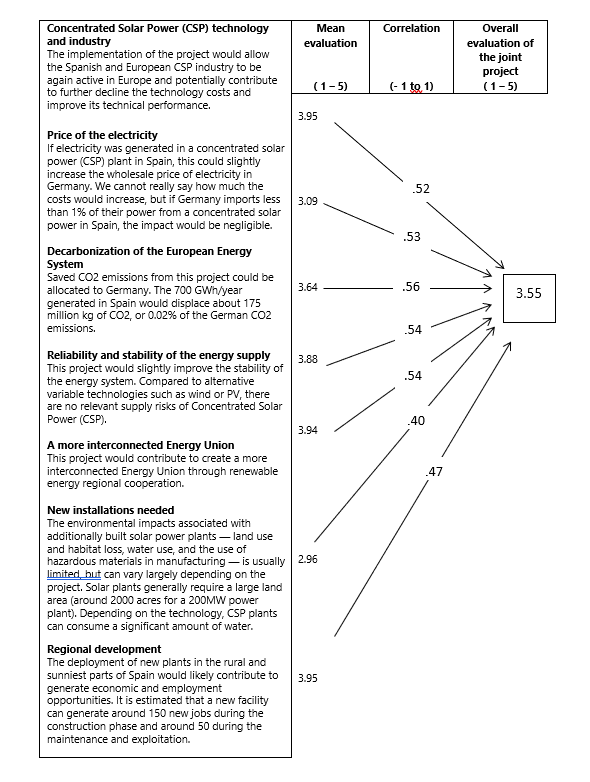 Concentrated Solar Power (CSP) technology
and industry
The implementation of the project would allow
the Spanish and European CSP industry to be
again active in Europe and potentially contribute
to further decline the technology costs and
improve its technical performance.
Price of the electricity
If electricity was generated in a concentrated solar
power (CSP) plant in Spain, this could slightly
increase the wholesale price of electricity in
Germany. We cannot really say how much the
costs would increase, but if Germany imports less
than 1% of their power from a concentrated solar
power in Spain, the impact would be negligible.
Decarbonization of the European Energy
System
Saved CO2 emissions from this project could be
allocated to Germany. The 700 GWh/year
generated in Spain would displace about 175
million kg of CO2, or 0.02% of the German CO2
emissions.
Reliability and stability of the energy supply
This project would slightly improve the stability of
the energy system. Compared to alternative
variable technologies such as wind or PV, there
are no relevant supply risks of Concentrated Solar
Power (CSP).
A more interconnected Energy Union
This project would contribute to create a more
interconnected Energy Union through renewable
energy regional cooperation.
New installations needed
The environmental impacts associated with
additionally built solar power plants — land use
and habitat loss, water use, and the use of
hazardous materials in manufacturing — is usually
limited, but can vary largely depending on the
project. Solar plants generally require a large land
area (around 2000 acres for a 200MW power
plant). Depending on the technology, CSP plants
can consume a significant amount of water.
Regional development
The deployment of new plants in the rural and
sunniest parts of Spain would likely contribute to
generate economic and employment
opportunities. It is estimated that a new facility
can generate around 150 new jobs during the
construction phase and around 50 during the
maintenance and exploitation.
Mean
evaluation
( 1 – 5)
Correlation
(- 1 to 1)
Overall
evaluation of
the joint
project
( 1 – 5)
3.95
3.09
3.64
3.88
3.94
2.96
3.95
.52
.53
.56
.54
.54
.40
.47
3.55